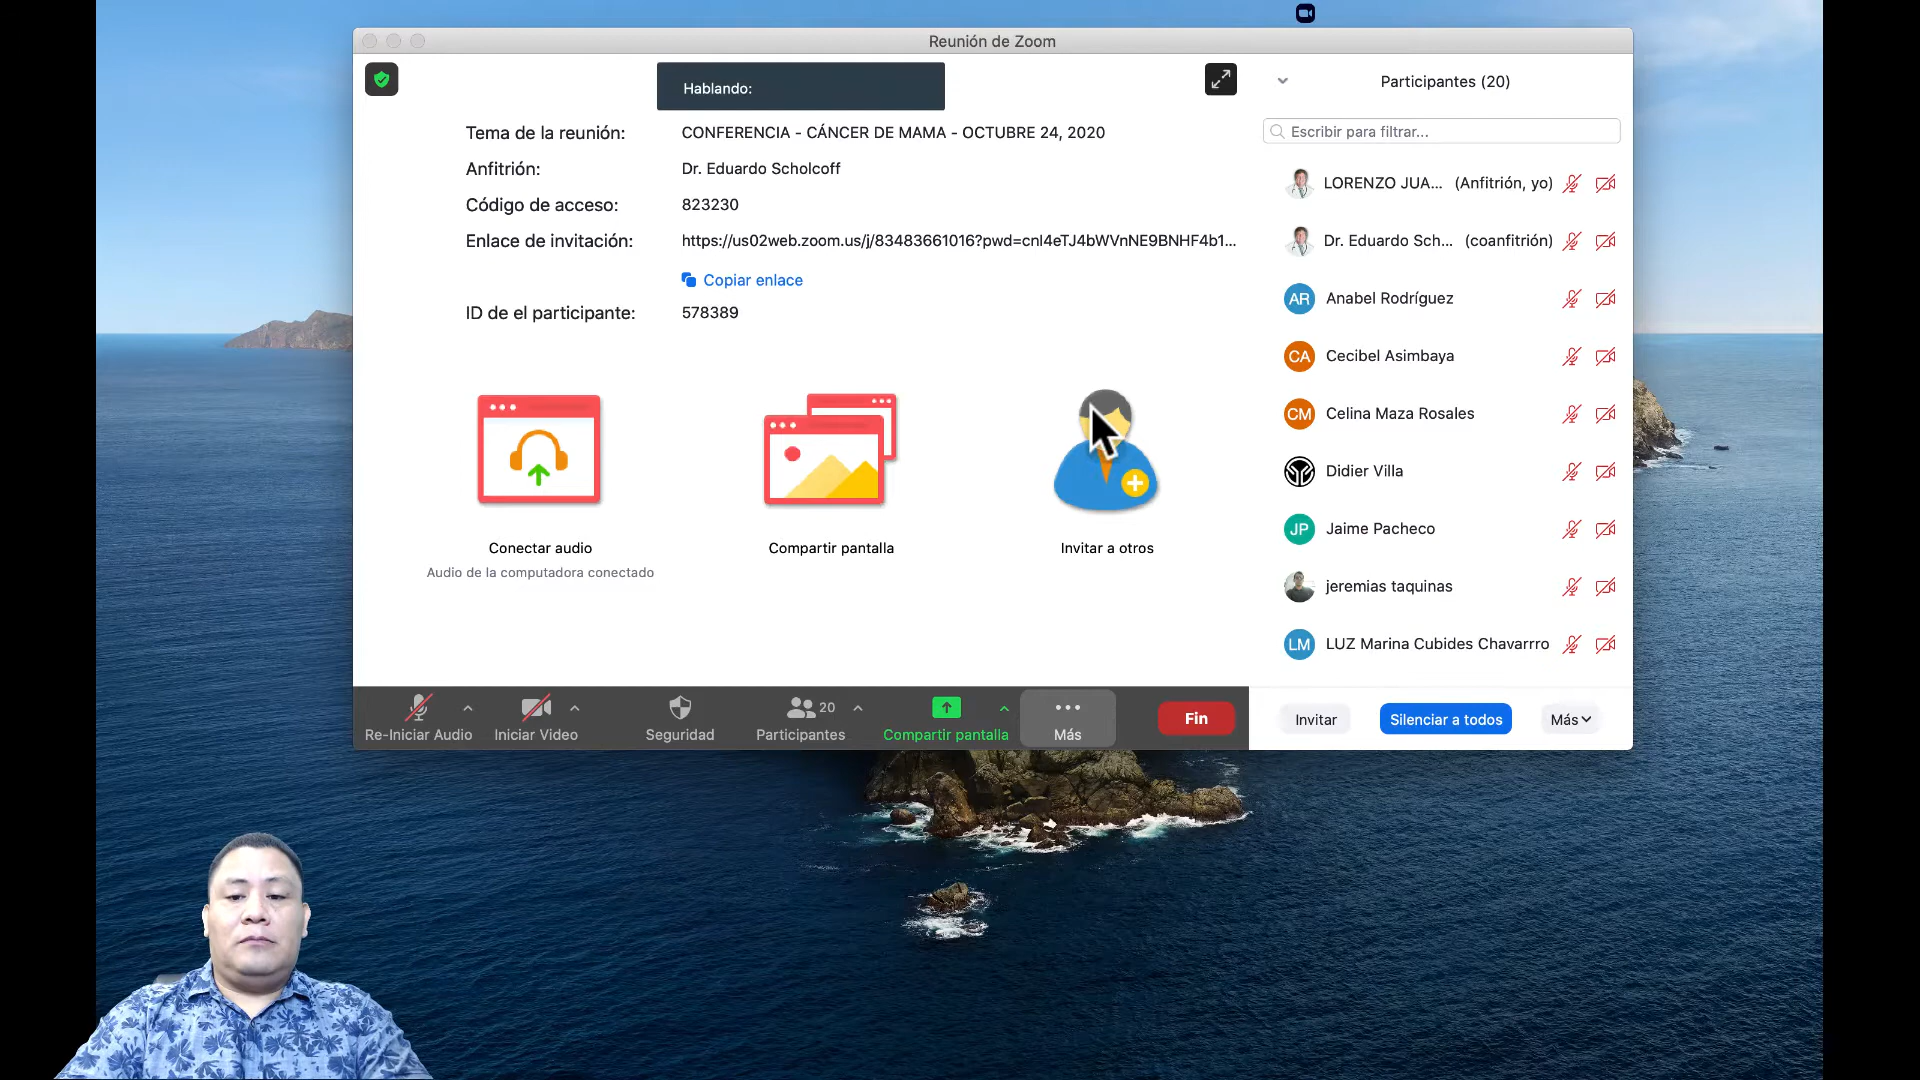 Reunión de Zoom
Hablando:
Tema de la reunión: CONFERENCIA - CÁNCER DE MAMA - OCTUBRE 24, 2020
Anfitrión: Dr. Eduardo Scholcoff
Código de acceso: 823230
Enlace de invitación: https://us02web.zoom.us/j/83483661016?pwd=cnl4eTJ4bWVnNE9BNHF4b1...
Copiar enlace
ID de el participante: 578389
Conectar audio
Audio de la computadora conectado
Compartir pantalla
Invitar a otros
Re-Iniciar Audio
Iniciar Video
Seguridad
20
Participantes
Compartir pantalla
Más
Fin
Participantes (20)
Escribir para filtrar...
LORENZO JUA... (Anfitrión, yo)
Dr. Eduardo Sch... (coanfitrión)
AR Anabel Rodríguez
CA Cecibel Asimbaya
CM Celina Maza Rosales
Didier Villa
JP Jaime Pacheco
jeremias taquinas
LM LUZ Marina Cubides Chavarrro
Invitar
Silenciar a todos
Más